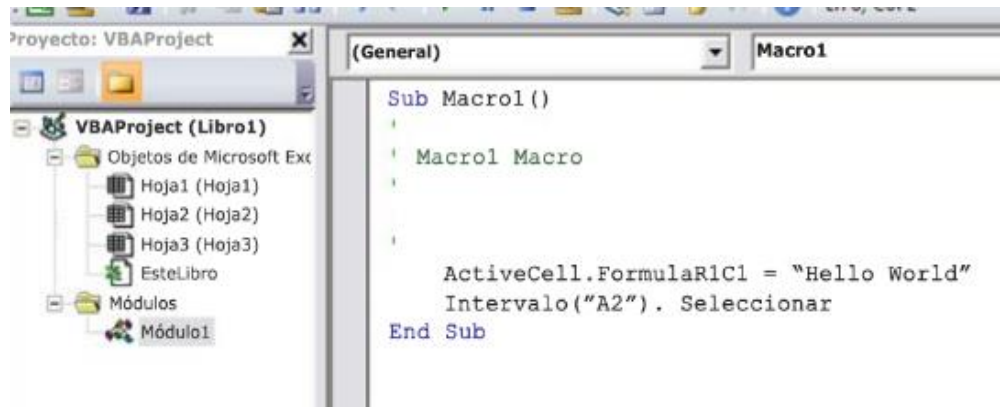 Proyecto: VBAProject
VBAProject (Libro1)
Objetos de Microsoft Exc
Hoja1 (Hoja1)
Hoja2 (Hoja2)
Hoja3 (Hoja3)
EsteLibro
Módulos
Módulo1
(General)
Macro1
Sub Macro1()
'
' Macro1 Macro
'
'
ActiveCell.FormulaR1C1 = “Hello World”
Intervalo(”A2”). Seleccionar
End Sub